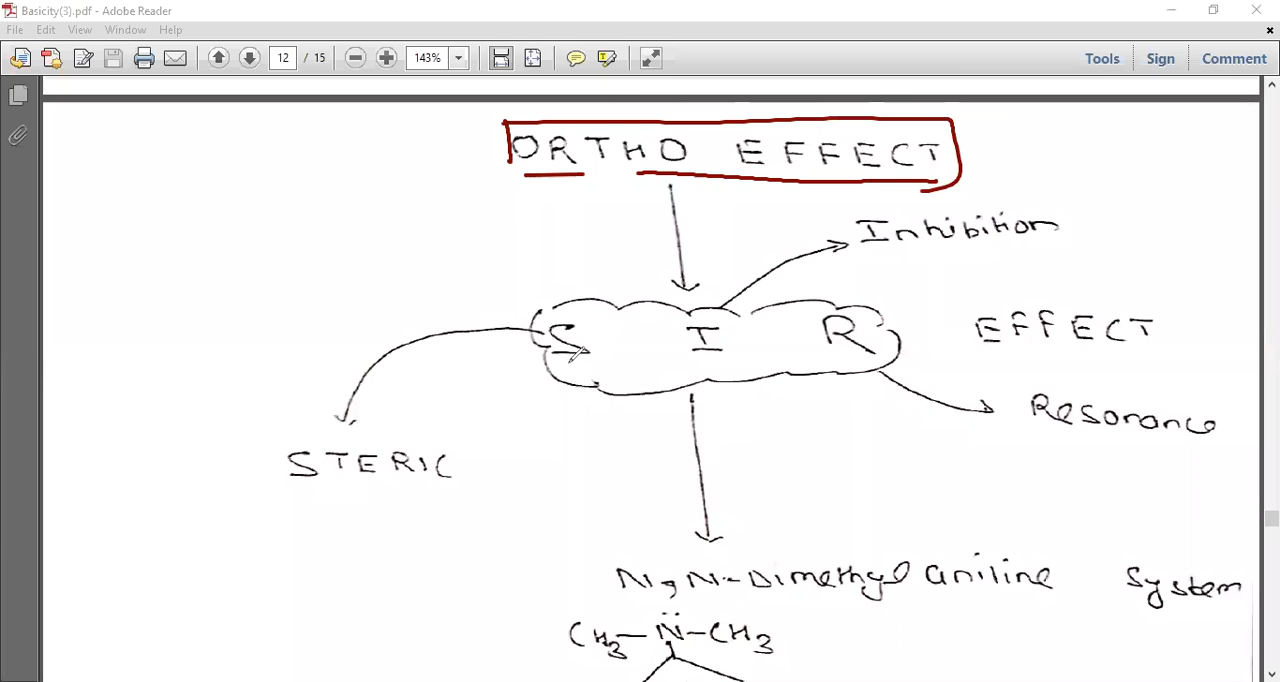 Basicity(3).pdf - Adobe Reader
File Edit View Window Help
12 / 15 143% Tools Sign Comment
ORTHO EFFECT
Inhibition
S I R EFFECT
Resonance
STERIC
N,N-Dimethyl aniline System
CH3-N̈-CH3